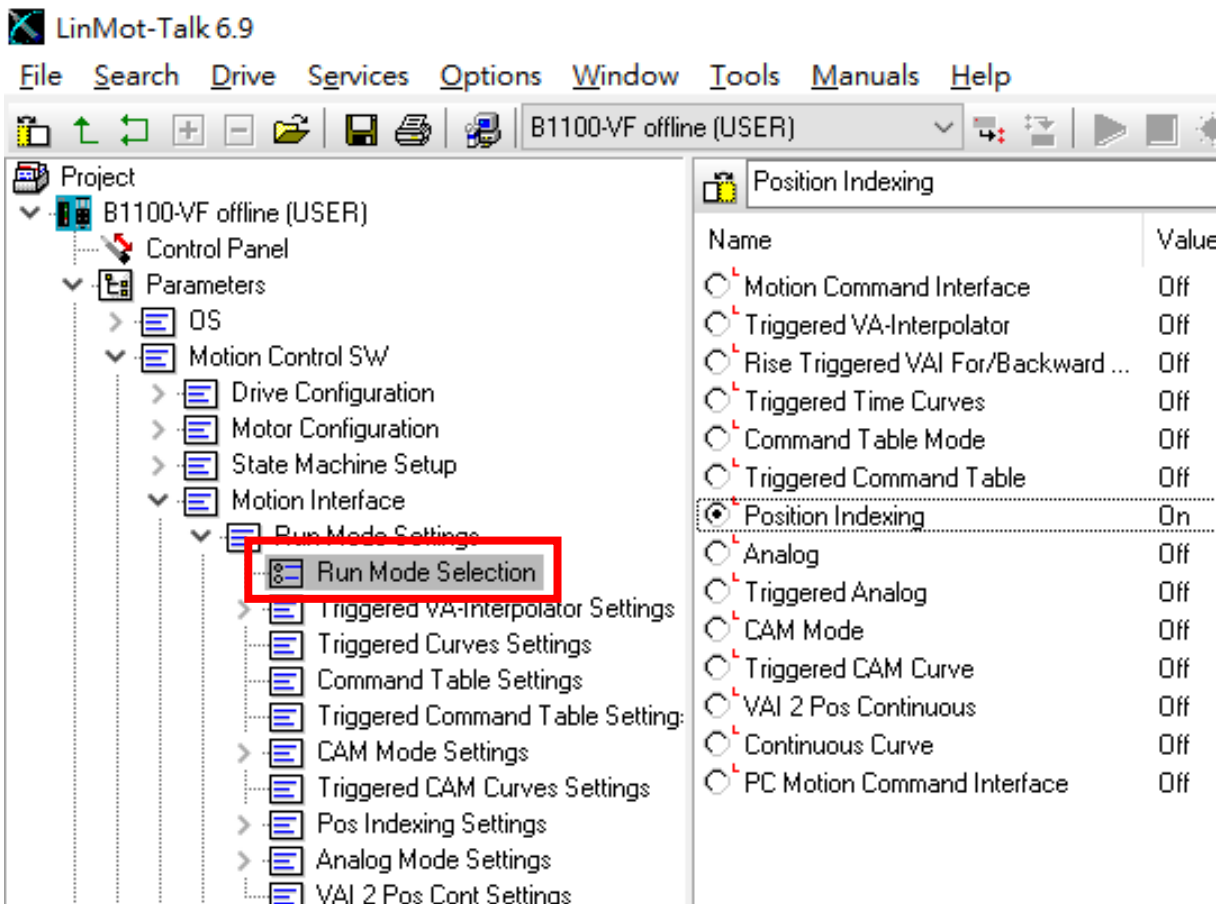 LinMot-Talk 6.9
File Search Drive Services Options Window Tools Manuals Help
B1100-VF offline (USER)
Project
B1100-VF offline (USER)
Control Panel
Parameters
OS
Motion Control SW
Drive Configuration
Motor Configuration
State Machine Setup
Motion Interface
Run Mode Settings
Run Mode Selection
Triggered VA-Interpolator Settings
Triggered Curves Settings
Command Table Settings
Triggered Command Table Setting
CAM Mode Settings
Triggered CAM Curves Settings
Pos Indexing Settings
Analog Mode Settings
VAI 2 Pos Cont Settings
Position Indexing
Name Value
Motion Command Interface Off
Triggered VA-Interpolator Off
Rise Triggered VAI For/Backward ... Off
Triggered Time Curves Off
Command Table Mode Off
Triggered Command Table Off
Position Indexing On
Analog Off
Triggered Analog Off
CAM Mode Off
Triggered CAM Curve Off
VAI 2 Pos Continuous Off
Continuous Curve Off
PC Motion Command Interface Off